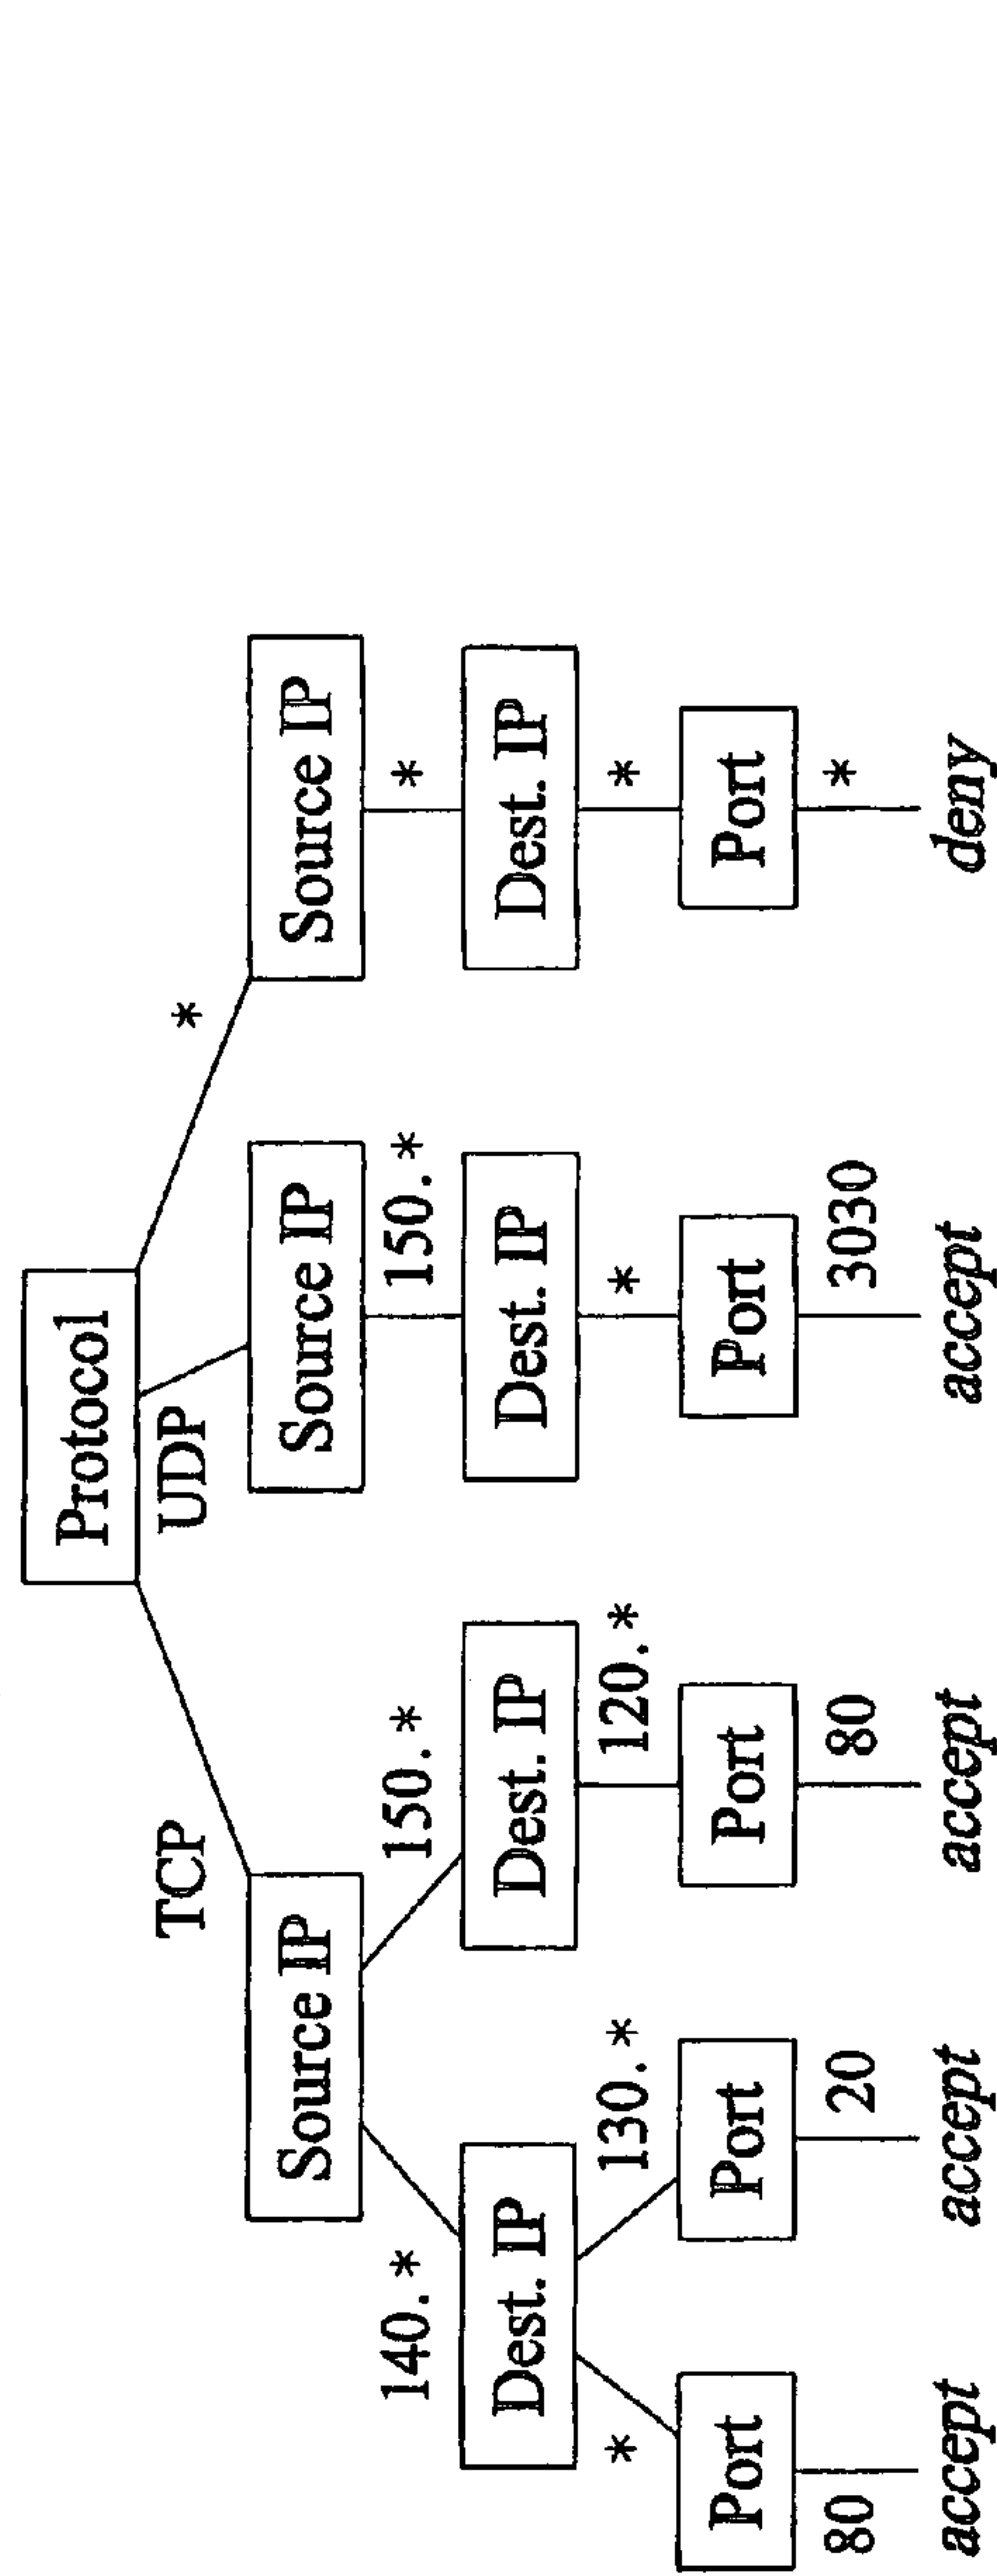 Protocol
TCP
UDP
*
Source IP
Source IP
Source IP
140.*
150.*
150.*
*
Dest. IP
Dest. IP
Dest. IP
Dest. IP
*
130.*
120.*
*
*
Port
Port
Port
Port
Port
80
20
80
3030
*
accept
accept
accept
accept
deny